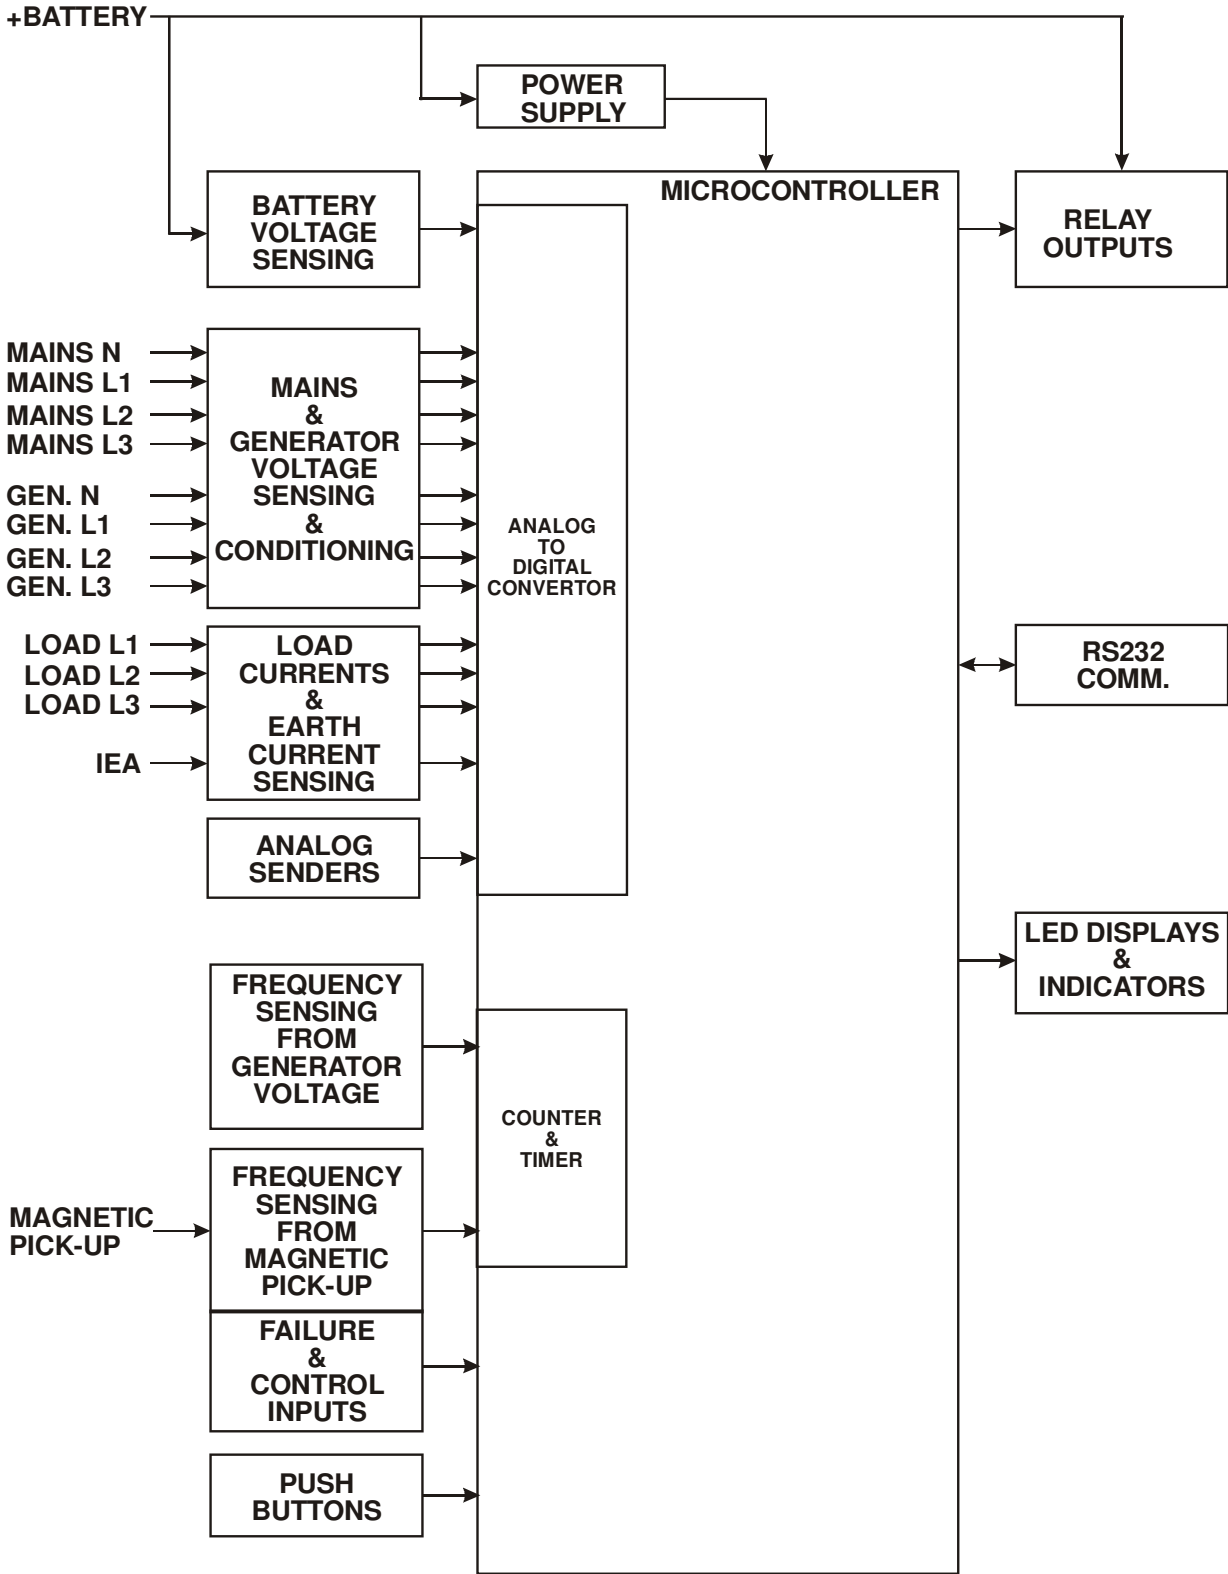 +BATTERY
POWER
SUPPLY
MICROCONTROLLER
BATTERY
VOLTAGE
SENSING
RELAY
OUTPUTS
MAINS N
MAINS L1
MAINS L2
MAINS L3
GEN. N
GEN. L1
GEN. L2
GEN. L3
MAINS
&
GENERATOR
VOLTAGE
SENSING
&
CONDITIONING
ANALOG
TO
DIGITAL
CONVERTOR
LOAD L1
LOAD L2
LOAD L3
IEA
LOAD
CURRENTS
&
EARTH
CURRENT
SENSING
RS232
COMM.
ANALOG
SENDERS
LED DISPLAYS
&
INDICATORS
FREQUENCY
SENSING
FROM
GENERATOR
VOLTAGE
COUNTER
&
TIMER
MAGNETIC
PICK-UP
FREQUENCY
SENSING
FROM
MAGNETIC
PICK-UP
FAILURE
&
CONTROL
INPUTS
PUSH
BUTTONS